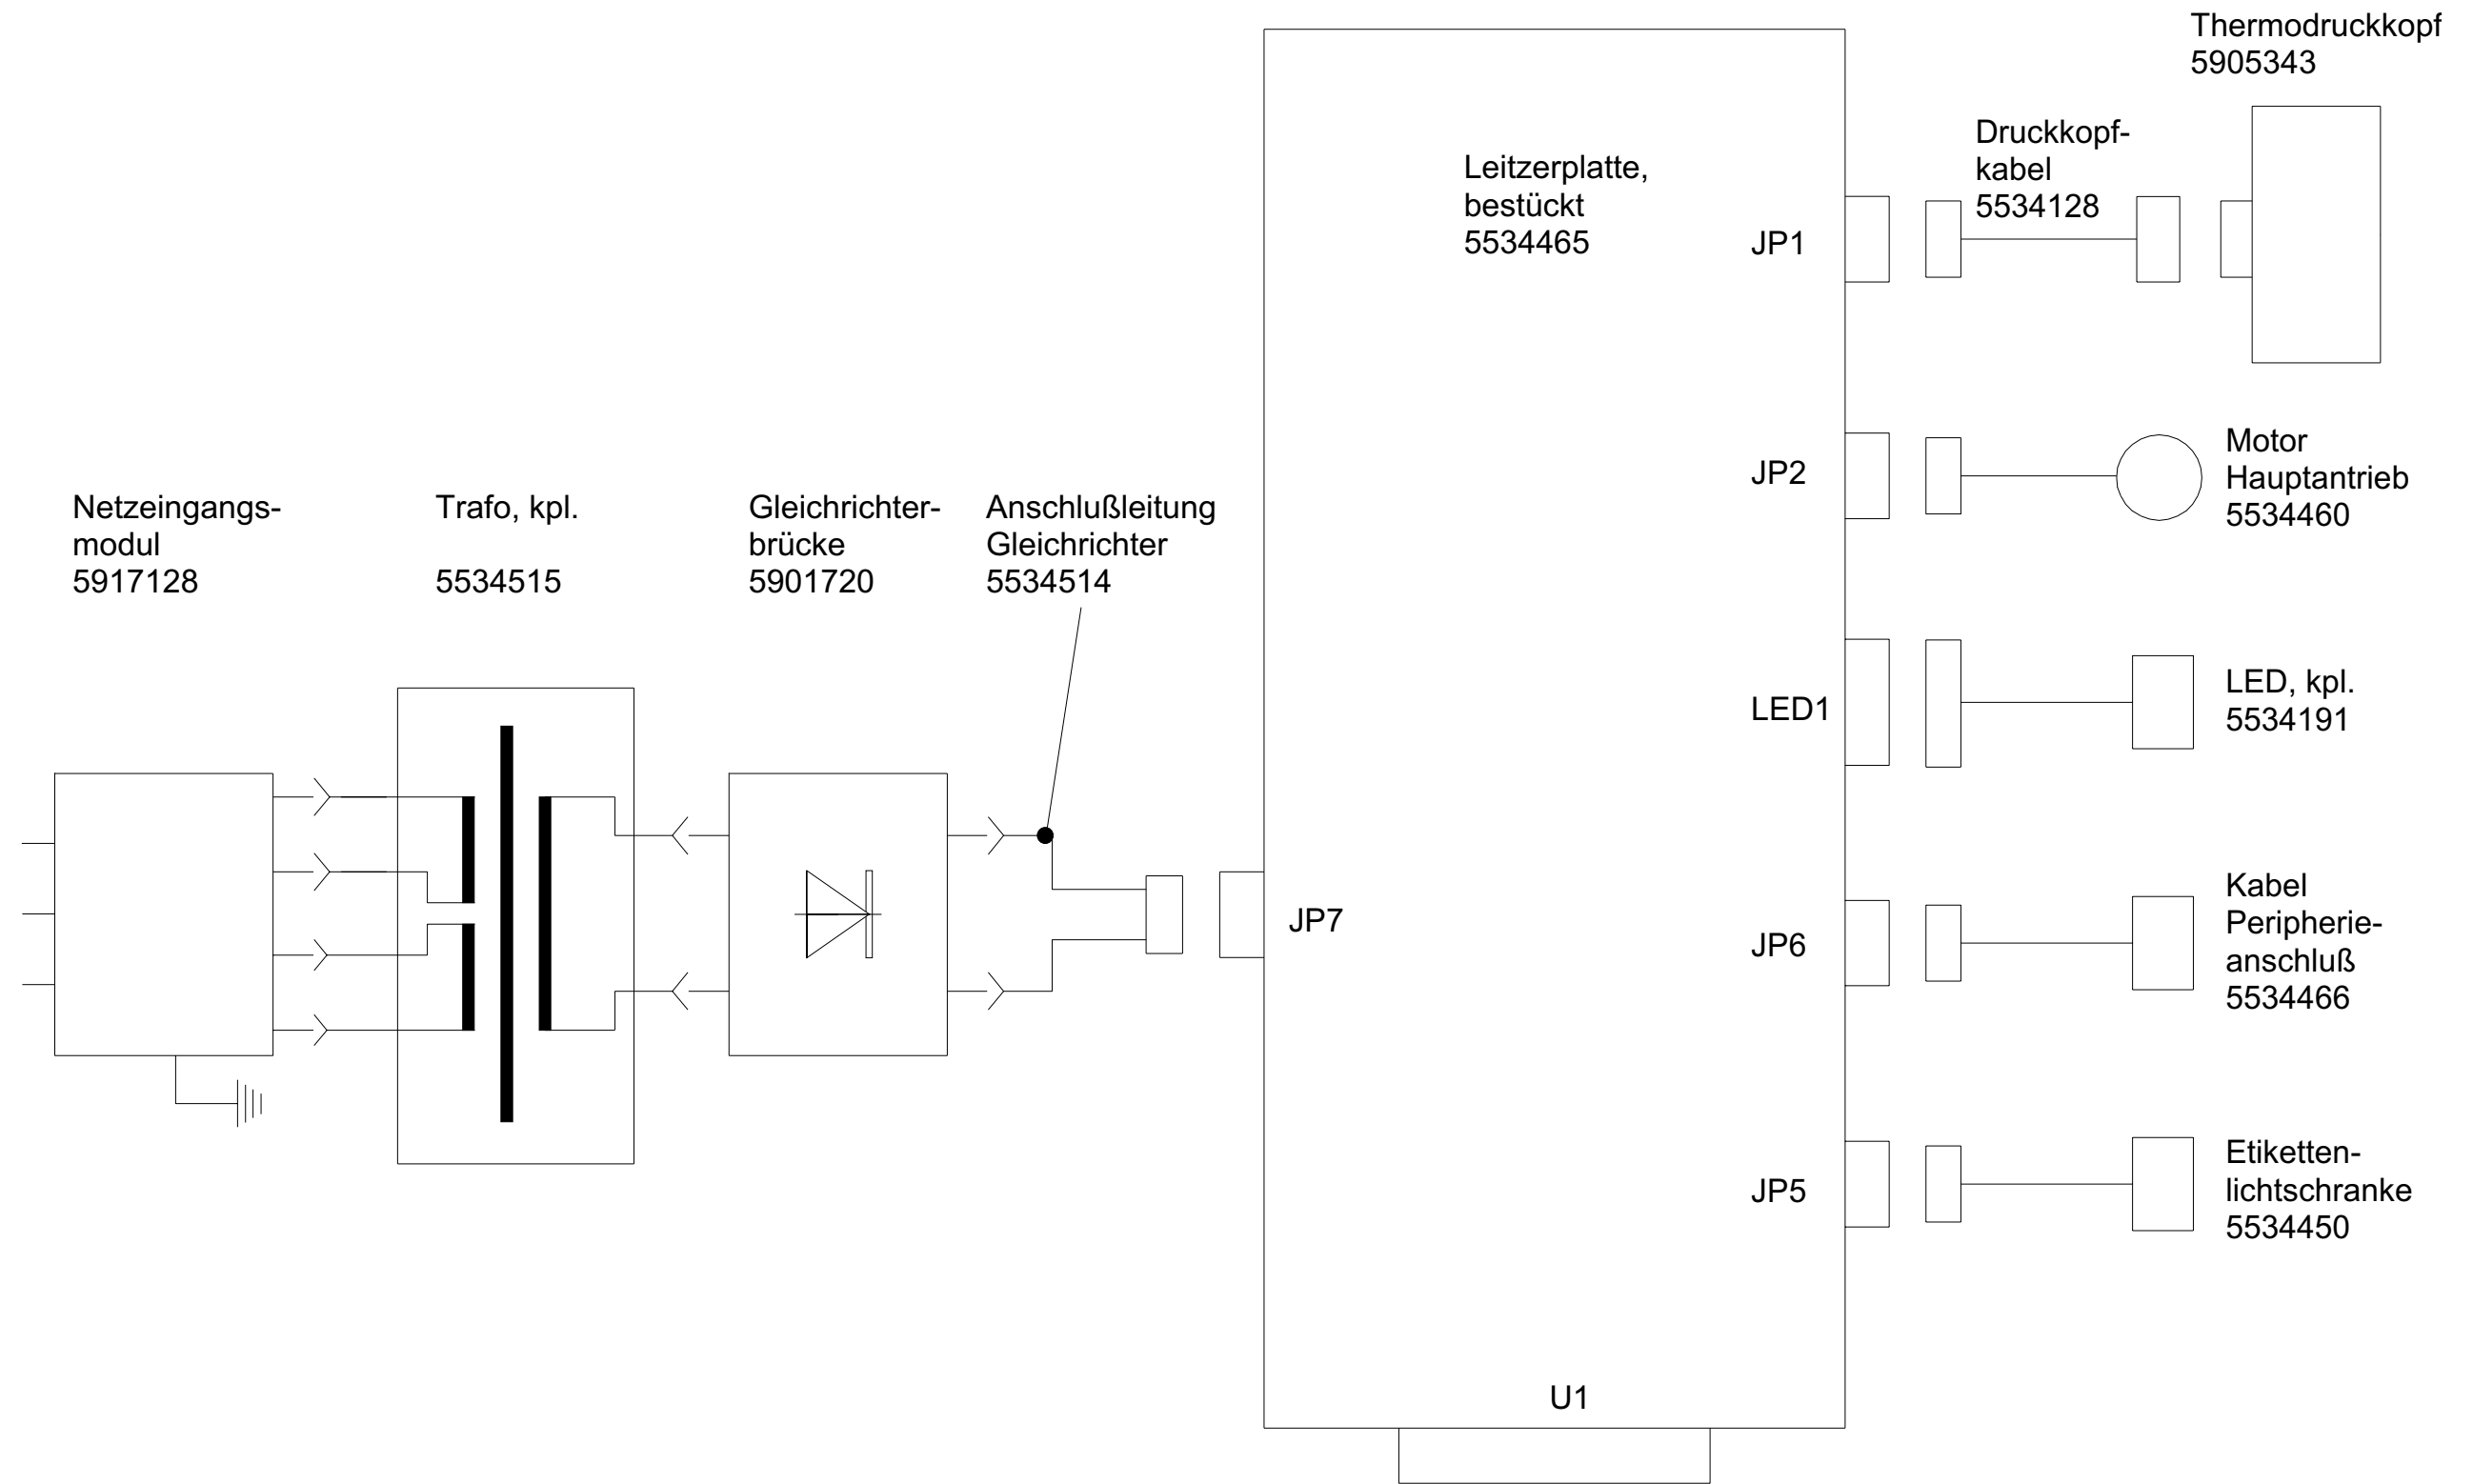 Thermodruckkopf
5905343
Druckkopf-
kabel
5534128
Leitzerplatte,
bestückt
5534465
JP1
JP2
Motor
Hauptantrieb
5534460
Netzeingangs-
modul
5917128
Trafo, kpl.
5534515
Gleichrichter-
brücke
5901720
Anschlußleitung
Gleichrichter
5534514
LED1
LED, kpl.
5534191
JP7
JP6
Kabel
Peripherie-
anschluß
5534466
JP5
Etiketten-
lichtschranke
5534450
U1